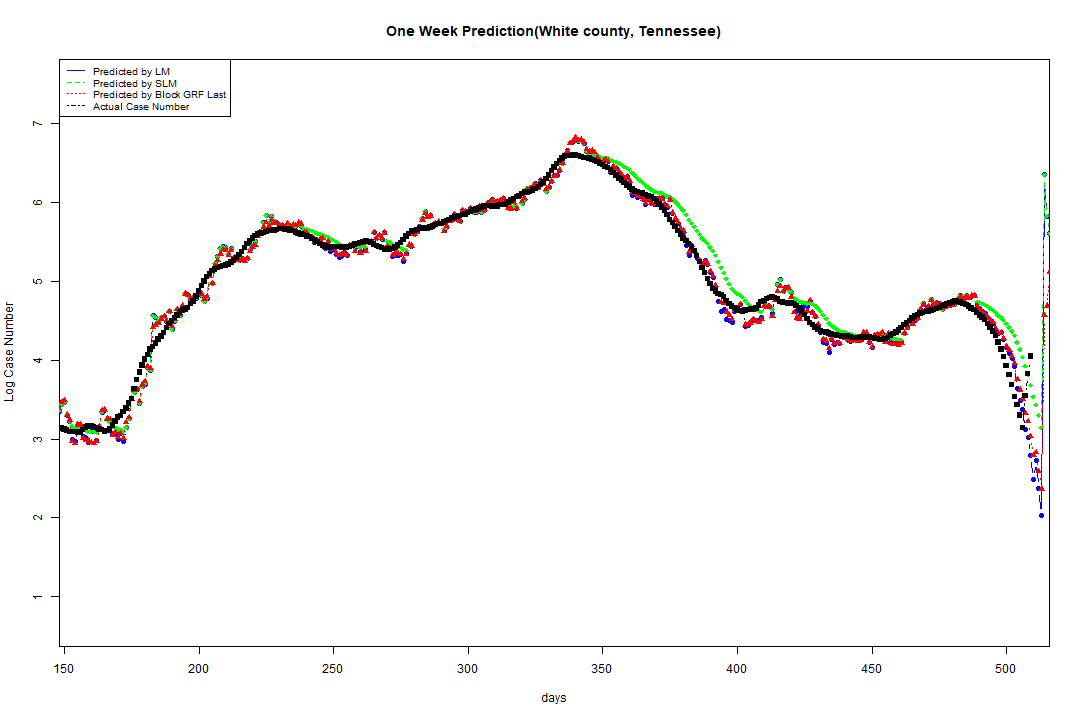 One Week Prediction(White county, Tennessee)
Predicted by LM
Predicted by SLM
Predicted by Block GRF Last
Actual Case Number
7
6
5
4
3
2
1
Log Case Number
150 200 250 300 350 400 450 500
days